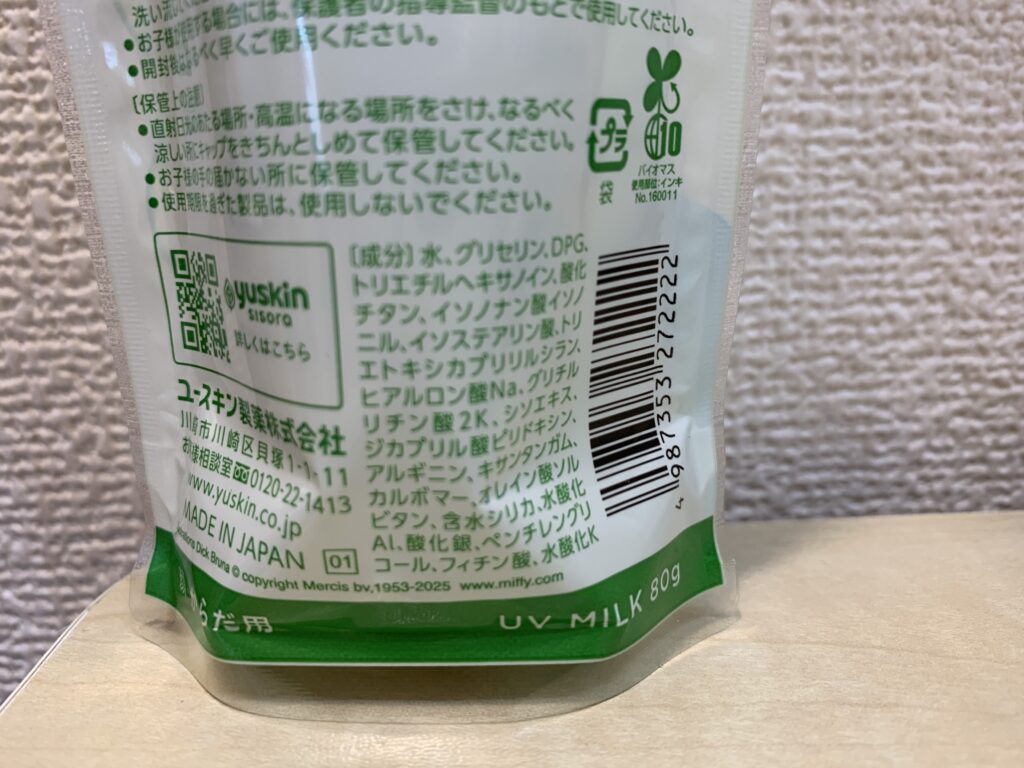 洗い流してください。
●お子様が使用する場合には、保護者の指導監督のもとで使用してください。
●開封後はなるべく早くご使用ください。
〔保管上の注意〕
●直射日光のあたる場所・高温になる場所をさけ、なるべく
涼しい所にキャップをきちんとしめて保管してください。
●お子様の手の届かない所に保管してください。
●使用期限を過ぎた製品は、使用しないでください。
プラ
袋
10
バイオマス
使用部位:インキ
No.160011
yuskin
sisora
詳しくはこちら
ユースキン製薬株式会社
川崎市川崎区貝塚1-1-11
お客様相談室 0120-22-1413
www.yuskin.co.jp
MADE IN JAPAN
01
〔成分〕水、グリセリン、DPG、
トリエチルヘキサノイン、酸化
チタン、イソノナン酸イソノ
ニル、イソステアリン酸、トリ
エトキシカプリリルシラン、
ヒアルロン酸Na、グリチル
リチン酸2K、シソエキス、
ジカプリル酸ピリドキシン、
アルギニン、キサンタンガム、
カルボマー、オレイン酸ソル
ビタン、含水シリカ、水酸化
Al、酸化銀、ペンチレングリ
コール、フィチン酸、水酸化K
4 987353 272222
Dick Bruna © copyright Mercis bv,1953-2025 www.miffy.com
からだ用
UV MILK 80g